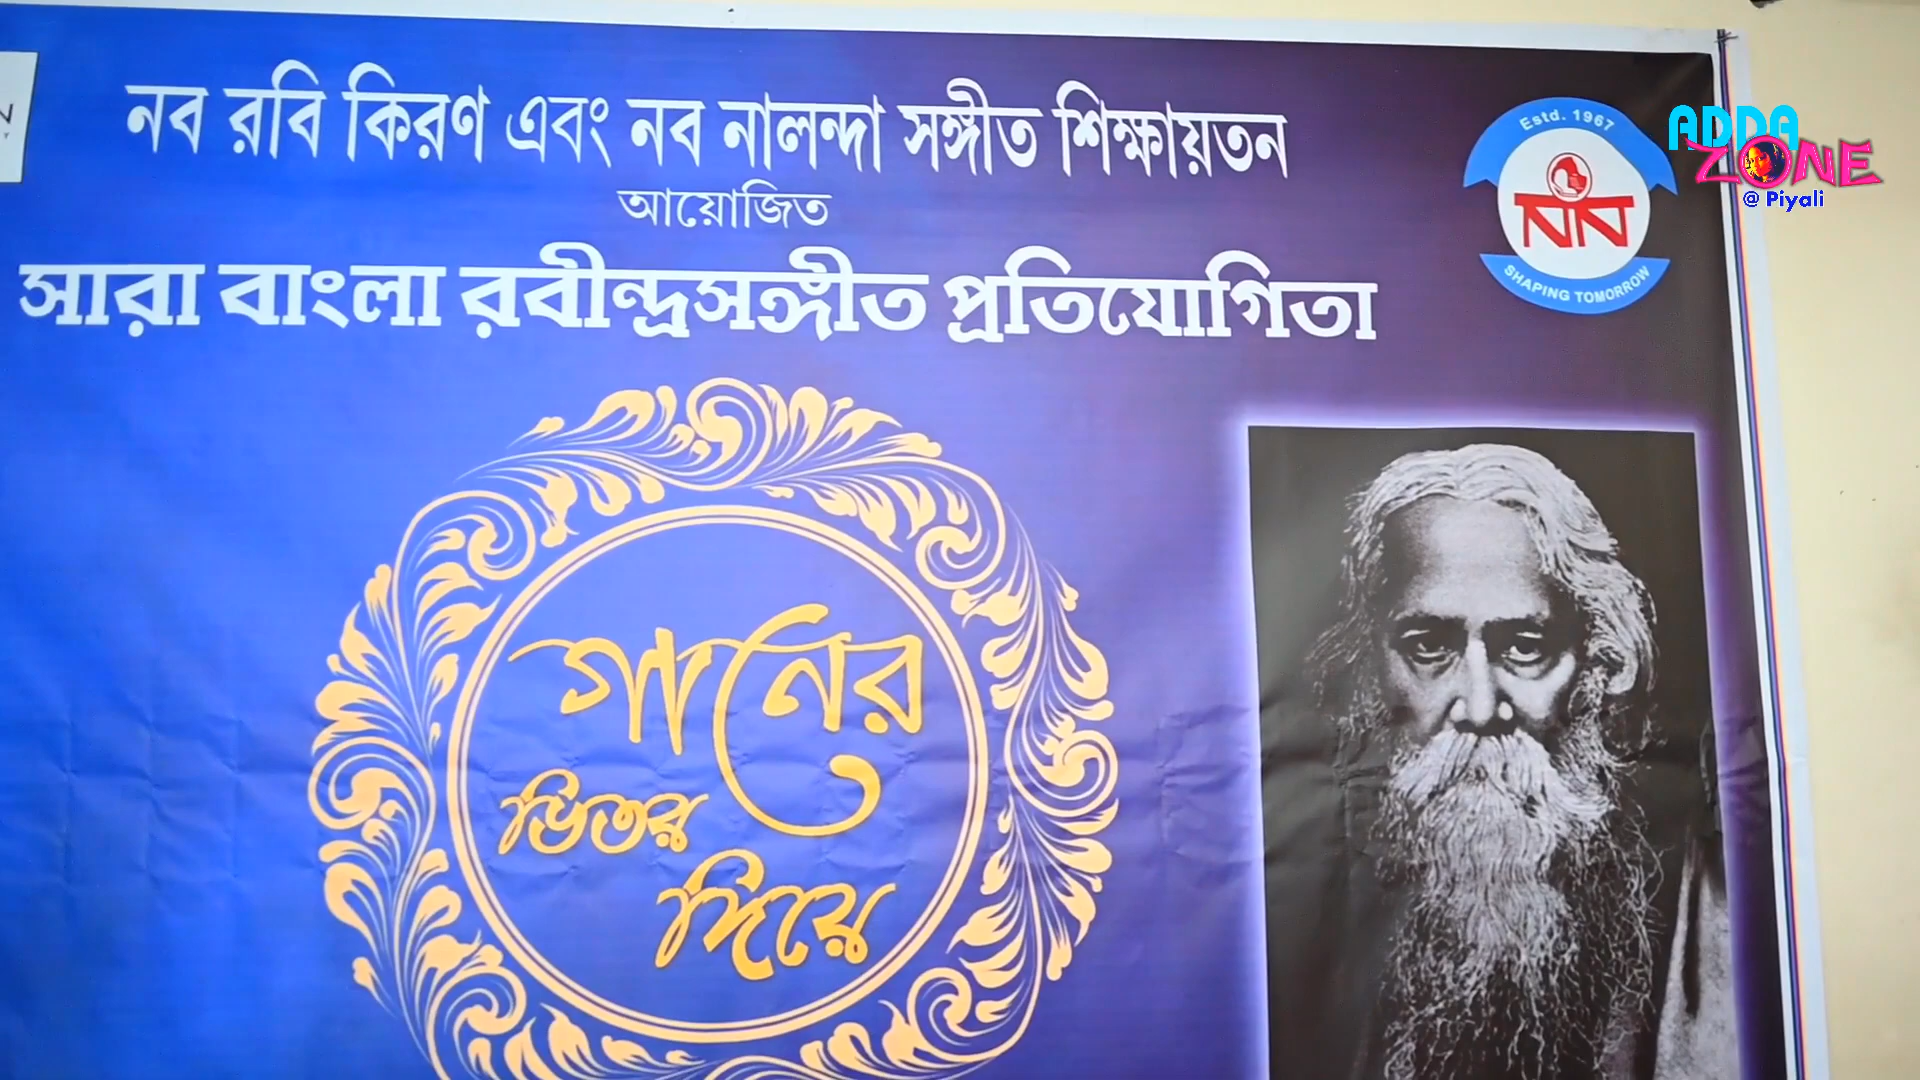 নব রবি কিরণ এবং নব নালন্দা সঙ্গীত শিক্ষায়তন
আয়োজিত
সারা বাংলা রবীন্দ্রসঙ্গীত প্রতিযোগিতা
Estd. 1967
NN
SHAPING TOMORROW
ADDA
ZONE
@ Piyali
গানের
ভিতর
দিয়ে